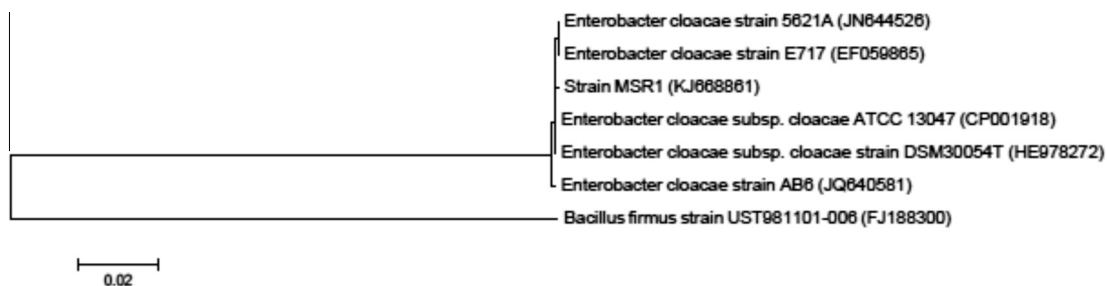 Enterobacter cloacae strain 5621A (JN644526)
Enterobacter cloacae strain E717 (EF059865)
Strain MSR1 (KJ668861)
Enterobacter cloacae subsp. cloacae ATCC 13047 (CP001918)
Enterobacter cloacae subsp. cloacae strain DSM30054T (HE978272)
Enterobacter cloacae strain AB6 (JQ640581)
Bacillus firmus strain UST981101-006 (FJ188300)
0.02